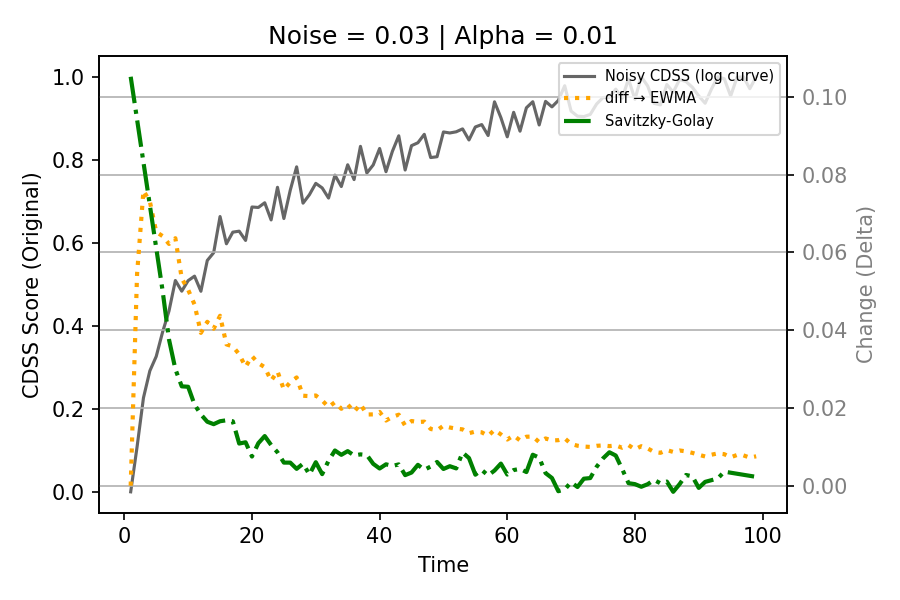 Noise = 0.03 | Alpha = 0.01
Noisy CDSS (log curve)
diff → EWMA
Savitzky-Golay
CDSS Score (Original)
1.0
0.8
0.6
0.4
0.2
0.0
0.10
0.08
0.06
0.04
0.02
0.00
Change (Delta)
0 20 40 60 80 100
Time